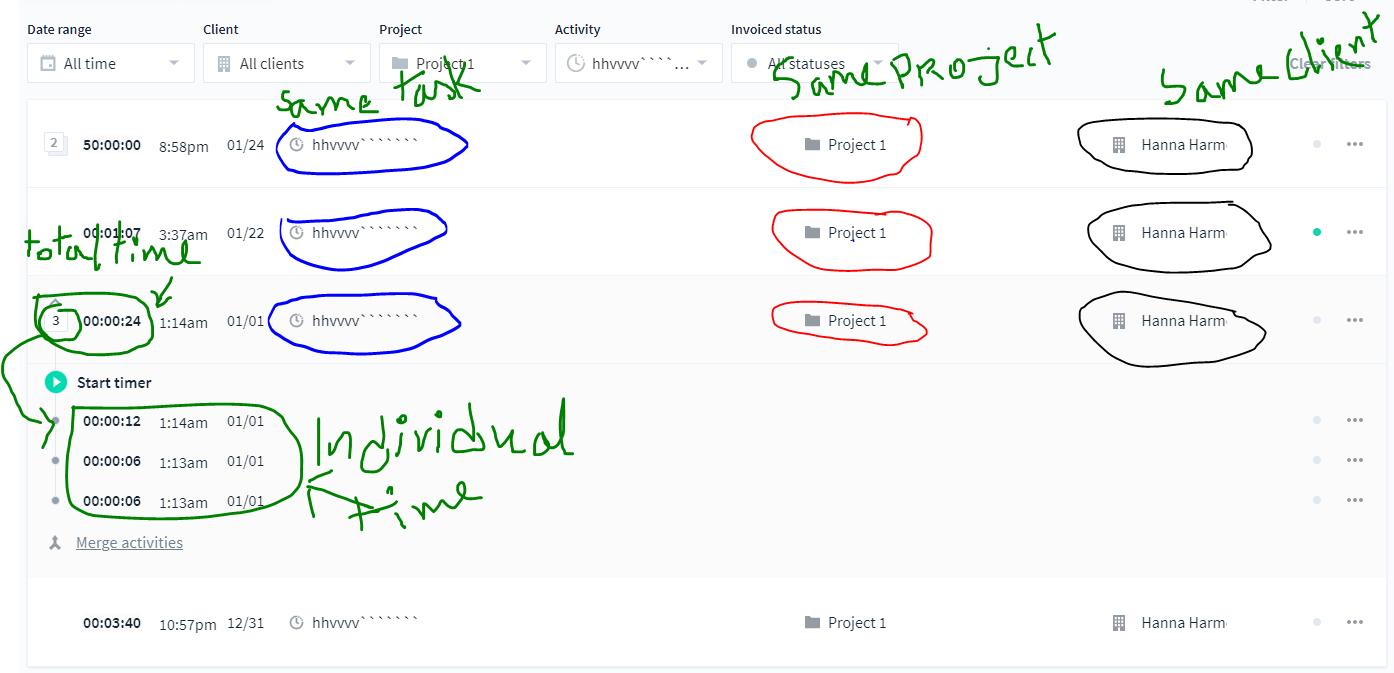 Date range Client Project Activity Invoiced status
All time All clients Project 1 hhvvvv````... All statuses Clear filters
same task Same PROject Same Client
2 50:00:00 8:58pm 01/24 hhvvvv``````` Project 1 Hanna Harm
00:01:07 3:37am 01/22 hhvvvv``````` Project 1 Hanna Harm
total time
3 00:00:24 1:14am 01/01 hhvvvv``````` Project 1 Hanna Harm
Start timer
00:00:12 1:14am 01/01
Individual
00:00:06 1:13am 01/01
00:00:06 1:13am 01/01
time
Merge activities
00:03:40 10:57pm 12/31 hhvvvv``````` Project 1 Hanna Harm